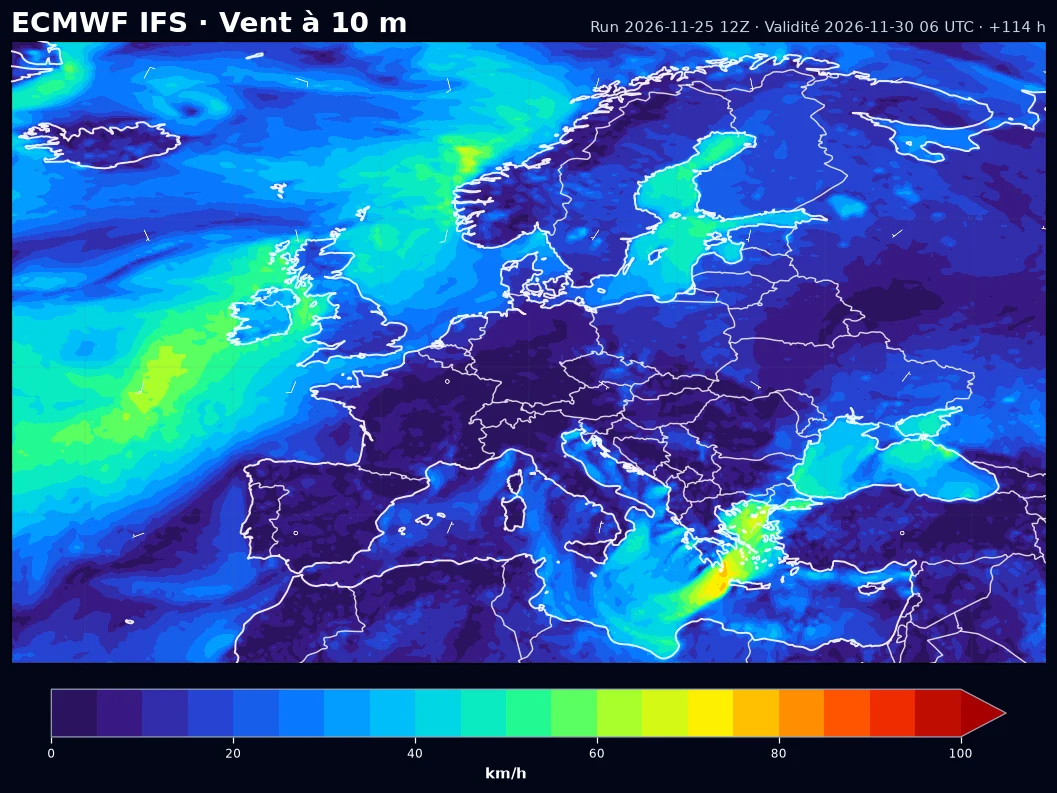 ECMWF IFS · Vent à 10 m
Run 2026-11-25 12Z · Validité 2026-11-30 06 UTC · +114 h
0 20 40 60 80 100
km/h